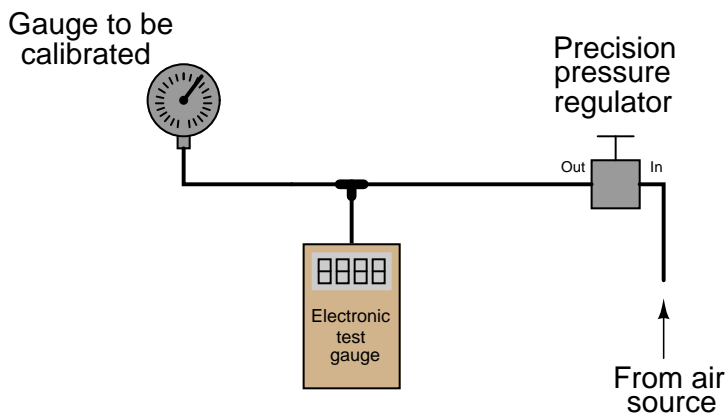 Gauge to be
calibrated
Precision
pressure
regulator
Out
In
8888
Electronic
test
gauge
From air
source